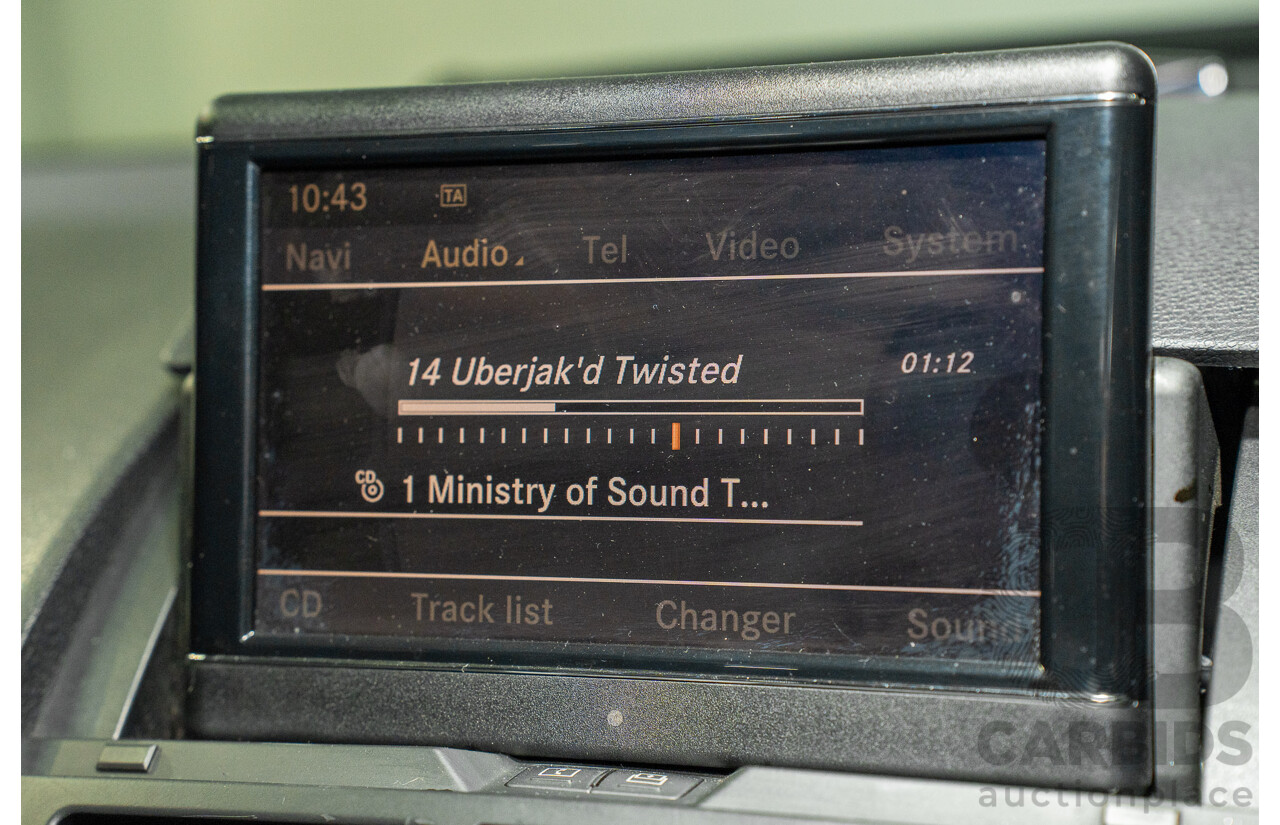 10:43 TA
Navi Audio Tel Video System
14 Uberjak'd Twisted 01:12
CD 1 Ministry of Sound T...
CD Track list Changer Sound
CARBIDS
auctionplace